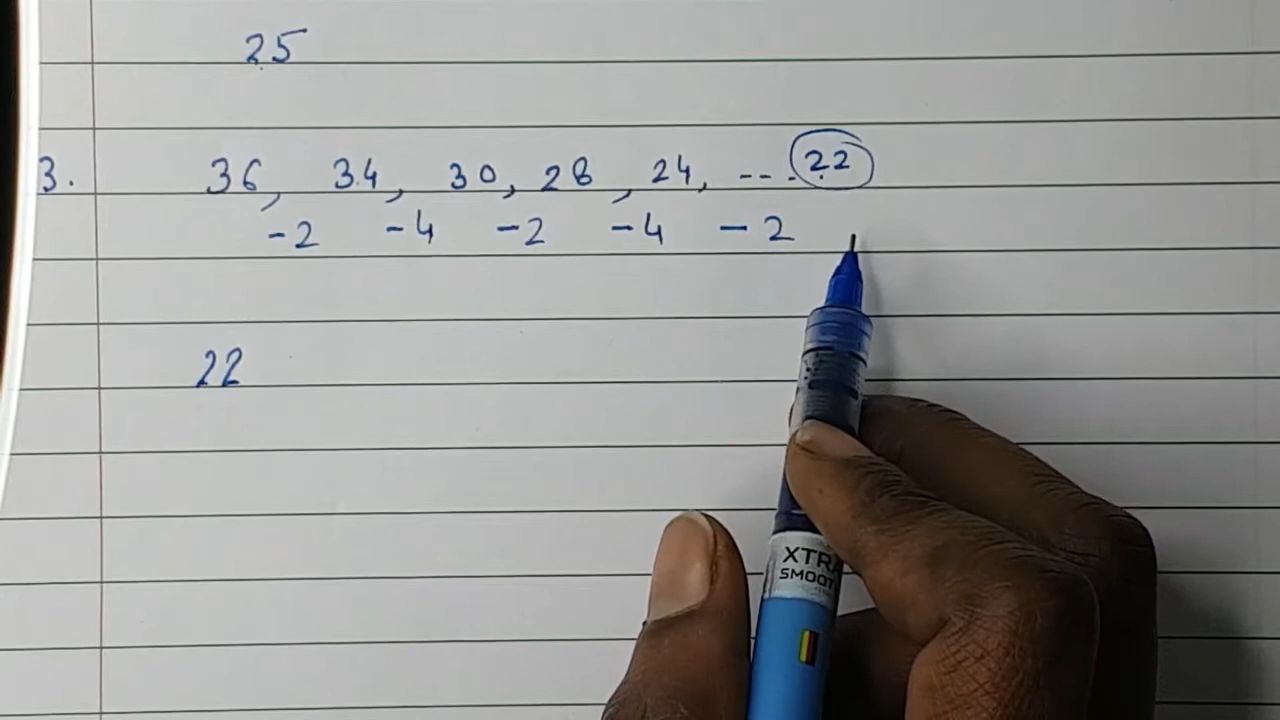 25
3. 36, 34, 30, 28, 24, --- 22
-2 -4 -2 -4 -2
22
XTRA
SMOOTH